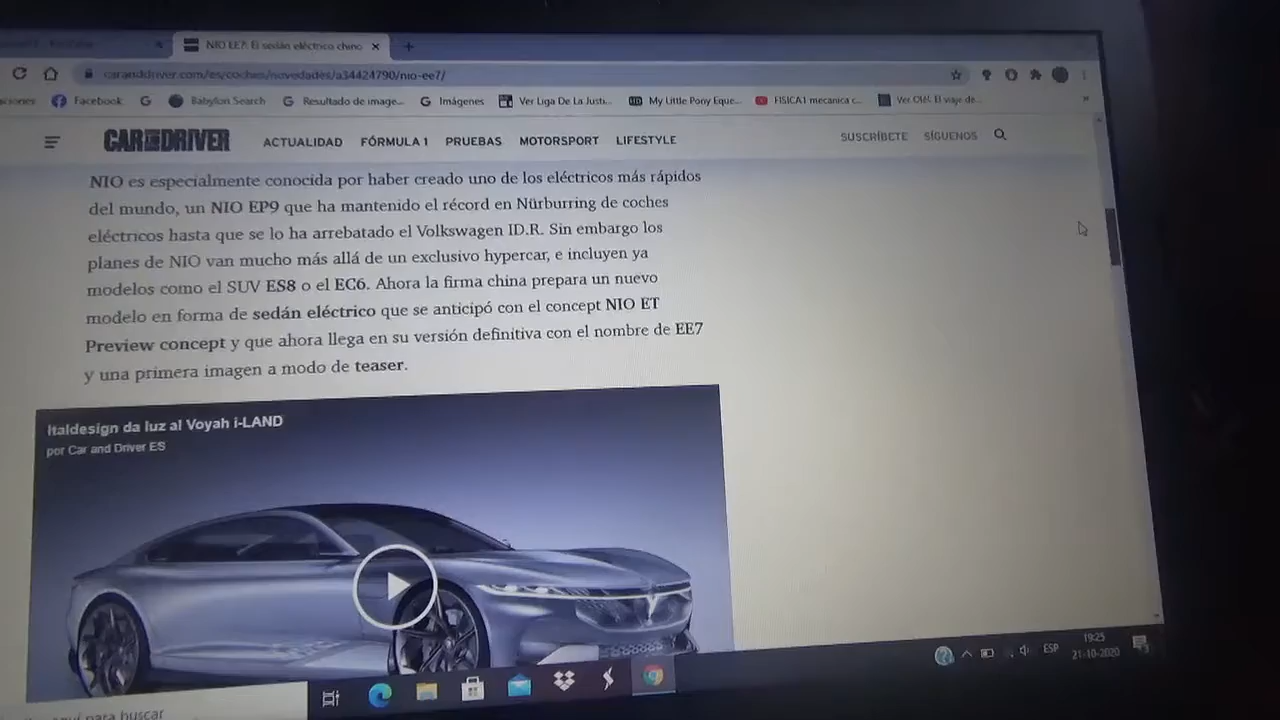 NIO EE7: El sedán eléctrico chino
caranddriver.com/es/coches/novedades/a34424790/nio-ee7/
Facebook
Babylon Search
Resultado de image...
Imágenes
Ver Liga De La Justi...
My Little Pony Eque...
FISICA1 mecanica c...
Ver Olé! El viaje de...
CAR AND DRIVER
ACTUALIDAD FÓRMULA 1 PRUEBAS MOTORSPORT LIFESTYLE
SUSCRÍBETE SÍGUENOS
NIO es especialmente conocida por haber creado uno de los eléctricos más rápidos
del mundo, un NIO EP9 que ha mantenido el récord en Nürburring de coches
eléctricos hasta que se lo ha arrebatado el Volkswagen ID.R. Sin embargo los
planes de NIO van mucho más allá de un exclusivo hypercar, e incluyen ya
modelos como el SUV ES8 o el EC6. Ahora la firma china prepara un nuevo
modelo en forma de sedán eléctrico que se anticipó con el concept NIO ET
Preview concept y que ahora llega en su versión definitiva con el nombre de EE7
y una primera imagen a modo de teaser.
Italdesign da luz al Voyah i-LAND
por Car and Driver ES
para buscar
ESP
19:25
21-10-2020